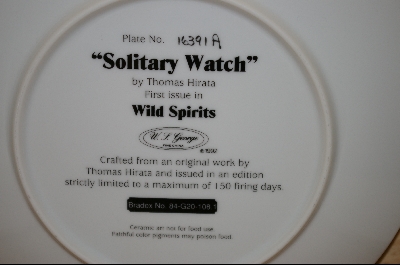 Plate No. 16391A
“Solitary Watch”
by Thomas Hirata
First issue in
Wild Spirits
W. L. George
Crafted from an original work by
Thomas Hirata and issued in an edition
strictly limited to a maximum of 150 firing days.
Bradex No. 84-G20-108.1
Ceramic art not for food use.
Faithful color pigments may poison food.